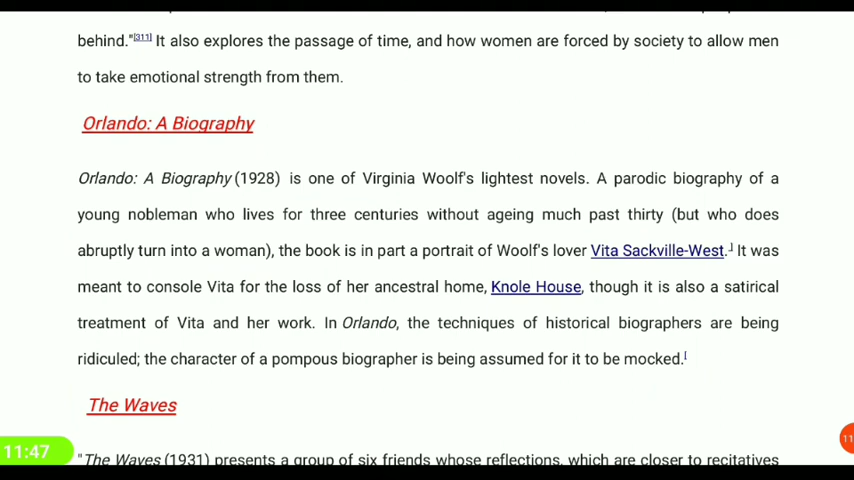 behind."[311] It also explores the passage of time, and how women are forced by society to allow men
to take emotional strength from them.
Orlando: A Biography
Orlando: A Biography (1928) is one of Virginia Woolf's lightest novels. A parodic biography of a
young nobleman who lives for three centuries without ageing much past thirty (but who does
abruptly turn into a woman), the book is in part a portrait of Woolf's lover Vita Sackville-West.] It was
meant to console Vita for the loss of her ancestral home, Knole House, though it is also a satirical
treatment of Vita and her work. In Orlando, the techniques of historical biographers are being
ridiculed; the character of a pompous biographer is being assumed for it to be mocked.[
The Waves
11:47
11
"The Waves (1931) presents a group of six friends whose reflections, which are closer to recitatives